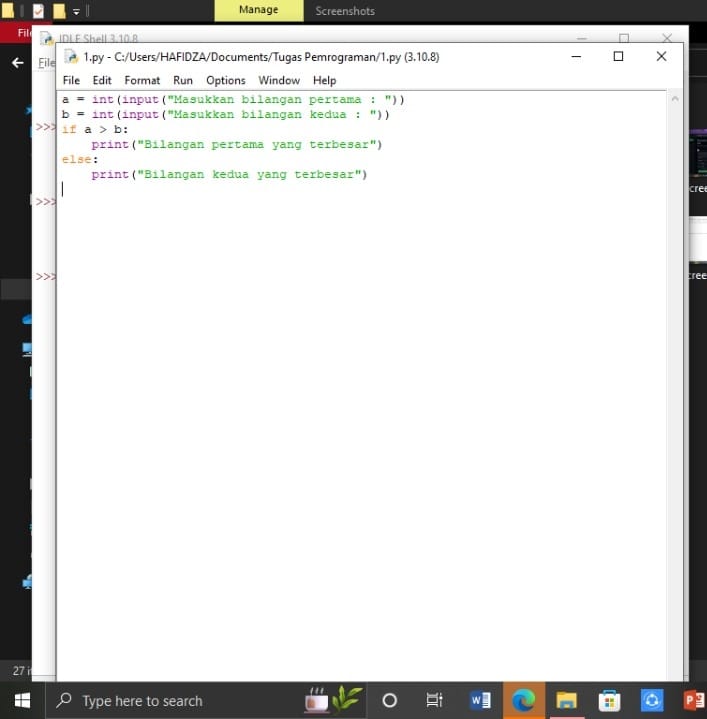 Manage
Screenshots
File
IDLE Shell 3.10.8
File
1.py - C:/Users/HAFIDZA/Documents/Tugas Pemrograman/1.py (3.10.8)
File Edit Format Run Options Window Help
a = int(input("Masukkan bilangan pertama : "))
b = int(input("Masukkan bilangan kedua : "))
>>> if a > b:
print("Bilangan pertama yang terbesar")
else:
print("Bilangan kedua yang terbesar")
>>>
>>>
cree
cree
27 i
Type here to search
W
P